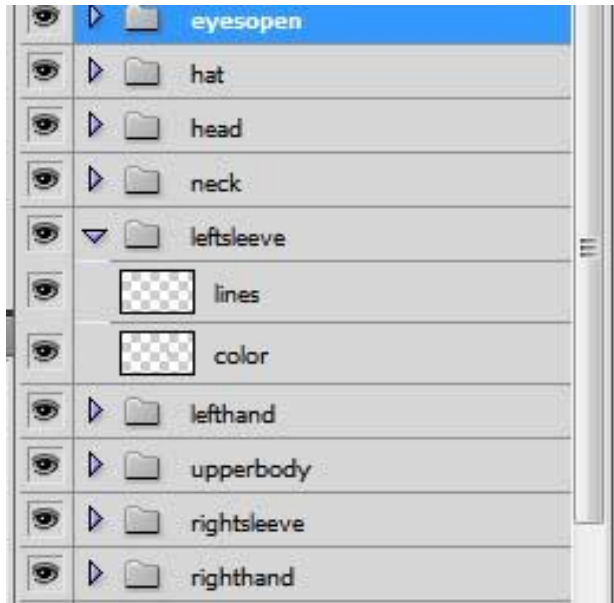 eyesopen
hat
head
neck
leftsleeve
lines
color
lefthand
upperbody
rightsleeve
righthand